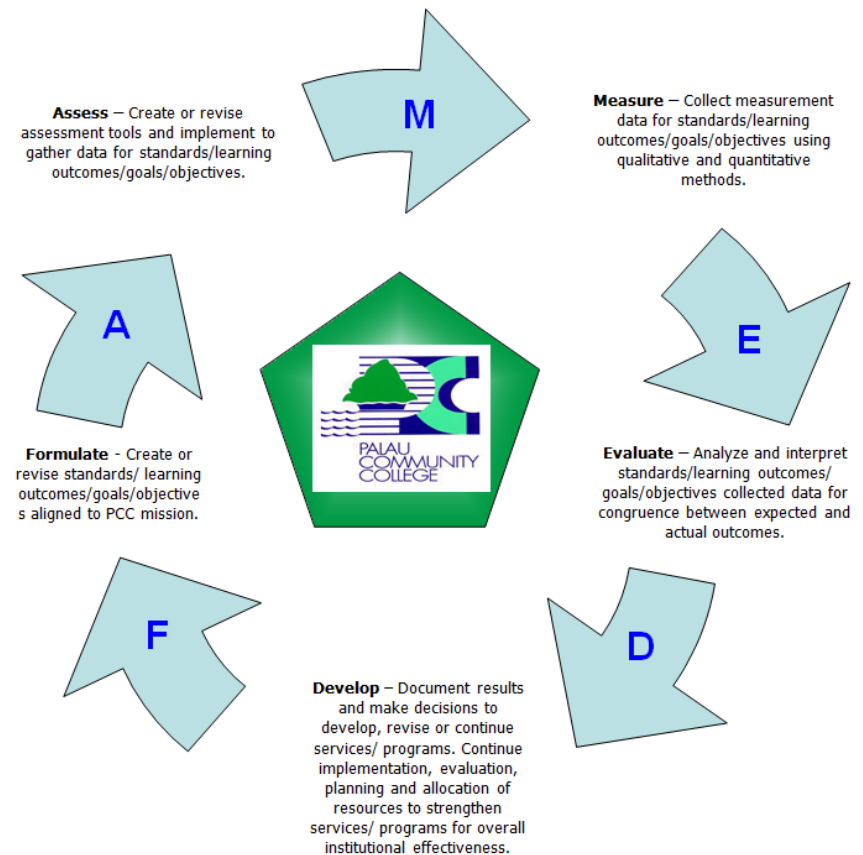 M
Assess – Create or revise
assessment tools and implement to
gather data for standards/learning
outcomes/goals/objectives.
Measure – Collect measurement
data for standards/learning
outcomes/goals/objectives using
qualitative and quantitative
methods.
A
E
PALAU
COMMUNITY
COLLEGE
Formulate - Create or
revise standards/ learning
outcomes/goals/objective
s aligned to PCC mission.
Evaluate – Analyze and interpret
standards/learning outcomes/
goals/objectives collected data for
congruence between expected and
actual outcomes.
F
D
Develop – Document results
and make decisions to
develop, revise or continue
services/ programs. Continue
implementation, evaluation,
planning and allocation of
resources to strengthen
services/ programs for overall
institutional effectiveness.